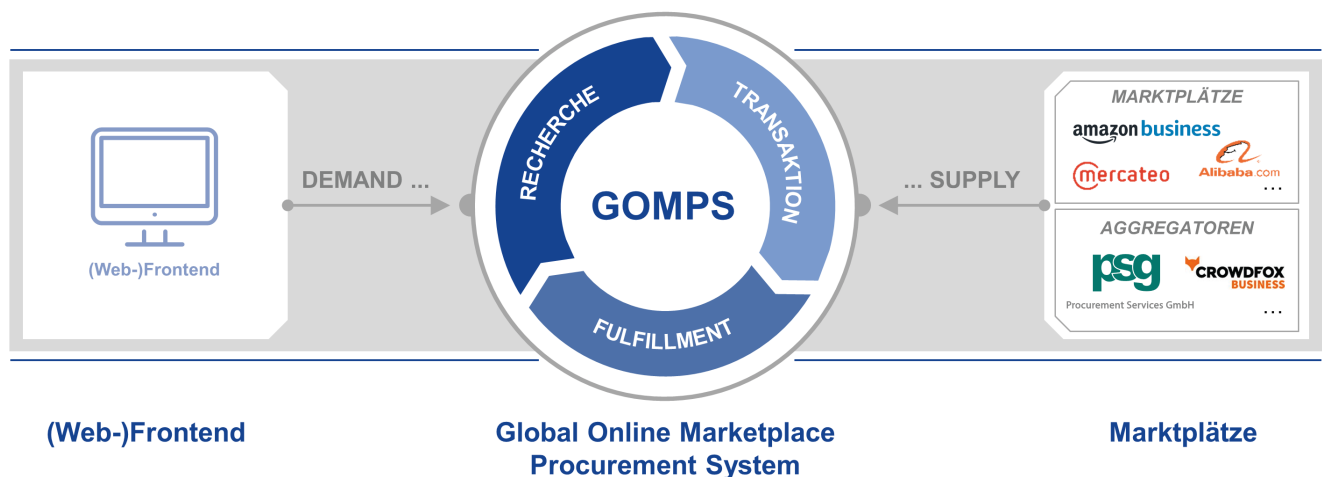 (Web-)Frontend
DEMAND ...
RECHERCHE
TRANSAKTION
FULFILLMENT
GOMPS
... SUPPLY
MARKTPLÄTZE
amazon business
mercateo
Alibaba.com
...
AGGREGATOREN
psg
Procurement Services GmbH
CROWDFOX
BUSINESS
...
(Web-)Frontend
Global Online Marketplace
Procurement System
Marktplätze